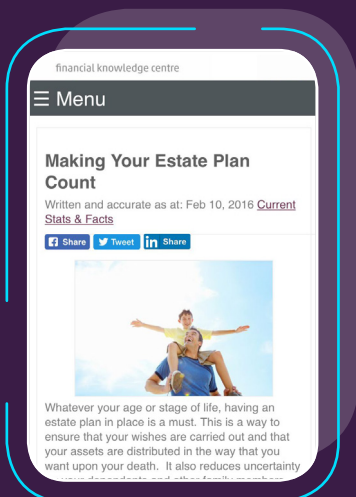 financial knowledge centre
☰ Menu
Making Your Estate Plan
Count
Written and accurate as at: Feb 10, 2016 Current
Stats & Facts
Share Tweet in Share
Whatever your age or stage of life, having an
estate plan in place is a must. This is a way to
ensure that your wishes are carried out and that
your assets are distributed in the way that you
want upon your death. It also reduces uncertainty
your dependents and other family members